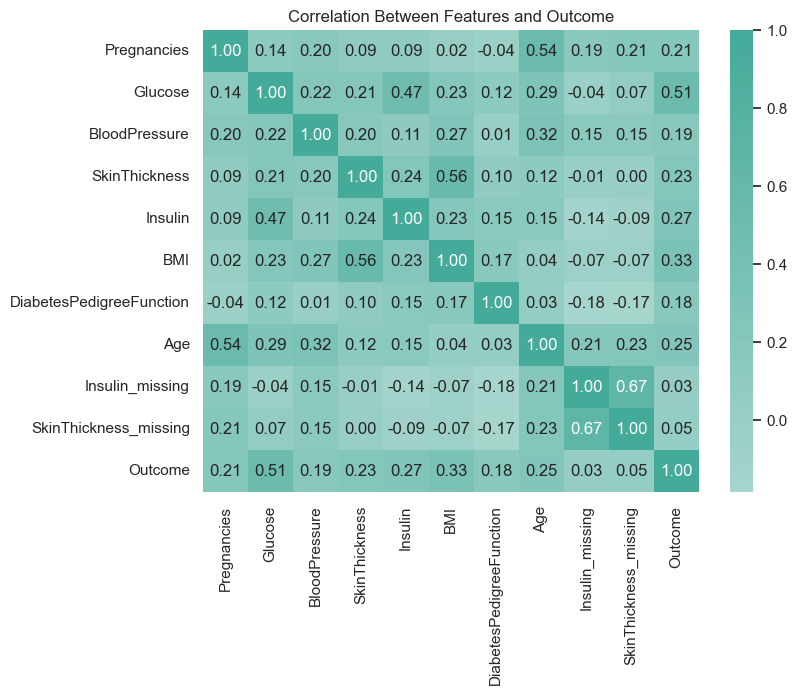 Correlation Between Features and Outcome
Pregnancies 1.00 0.14 0.20 0.09 0.09 0.02 -0.04 0.54 0.19 0.21 0.21
Glucose 0.14 1.00 0.22 0.21 0.47 0.23 0.12 0.29 -0.04 0.07 0.51
BloodPressure 0.20 0.22 1.00 0.20 0.11 0.27 0.01 0.32 0.15 0.15 0.19
SkinThickness 0.09 0.21 0.20 1.00 0.24 0.56 0.10 0.12 -0.01 0.00 0.23
Insulin 0.09 0.47 0.11 0.24 1.00 0.23 0.15 0.15 -0.14 -0.09 0.27
BMI 0.02 0.23 0.27 0.56 0.23 1.00 0.17 0.04 -0.07 -0.07 0.33
DiabetesPedigreeFunction -0.04 0.12 0.01 0.10 0.15 0.17 1.00 0.03 -0.18 -0.17 0.18
Age 0.54 0.29 0.32 0.12 0.15 0.04 0.03 1.00 0.21 0.23 0.25
Insulin_missing 0.19 -0.04 0.15 -0.01 -0.14 -0.07 -0.18 0.21 1.00 0.67 0.03
SkinThickness_missing 0.21 0.07 0.15 0.00 -0.09 -0.07 -0.17 0.23 0.67 1.00 0.05
Outcome 0.21 0.51 0.19 0.23 0.27 0.33 0.18 0.25 0.03 0.05 1.00
Pregnancies
Glucose
BloodPressure
SkinThickness
Insulin
BMI
DiabetesPedigreeFunction
Age
Insulin_missing
SkinThickness_missing
Outcome
1.0
0.8
0.6
0.4
0.2
0.0